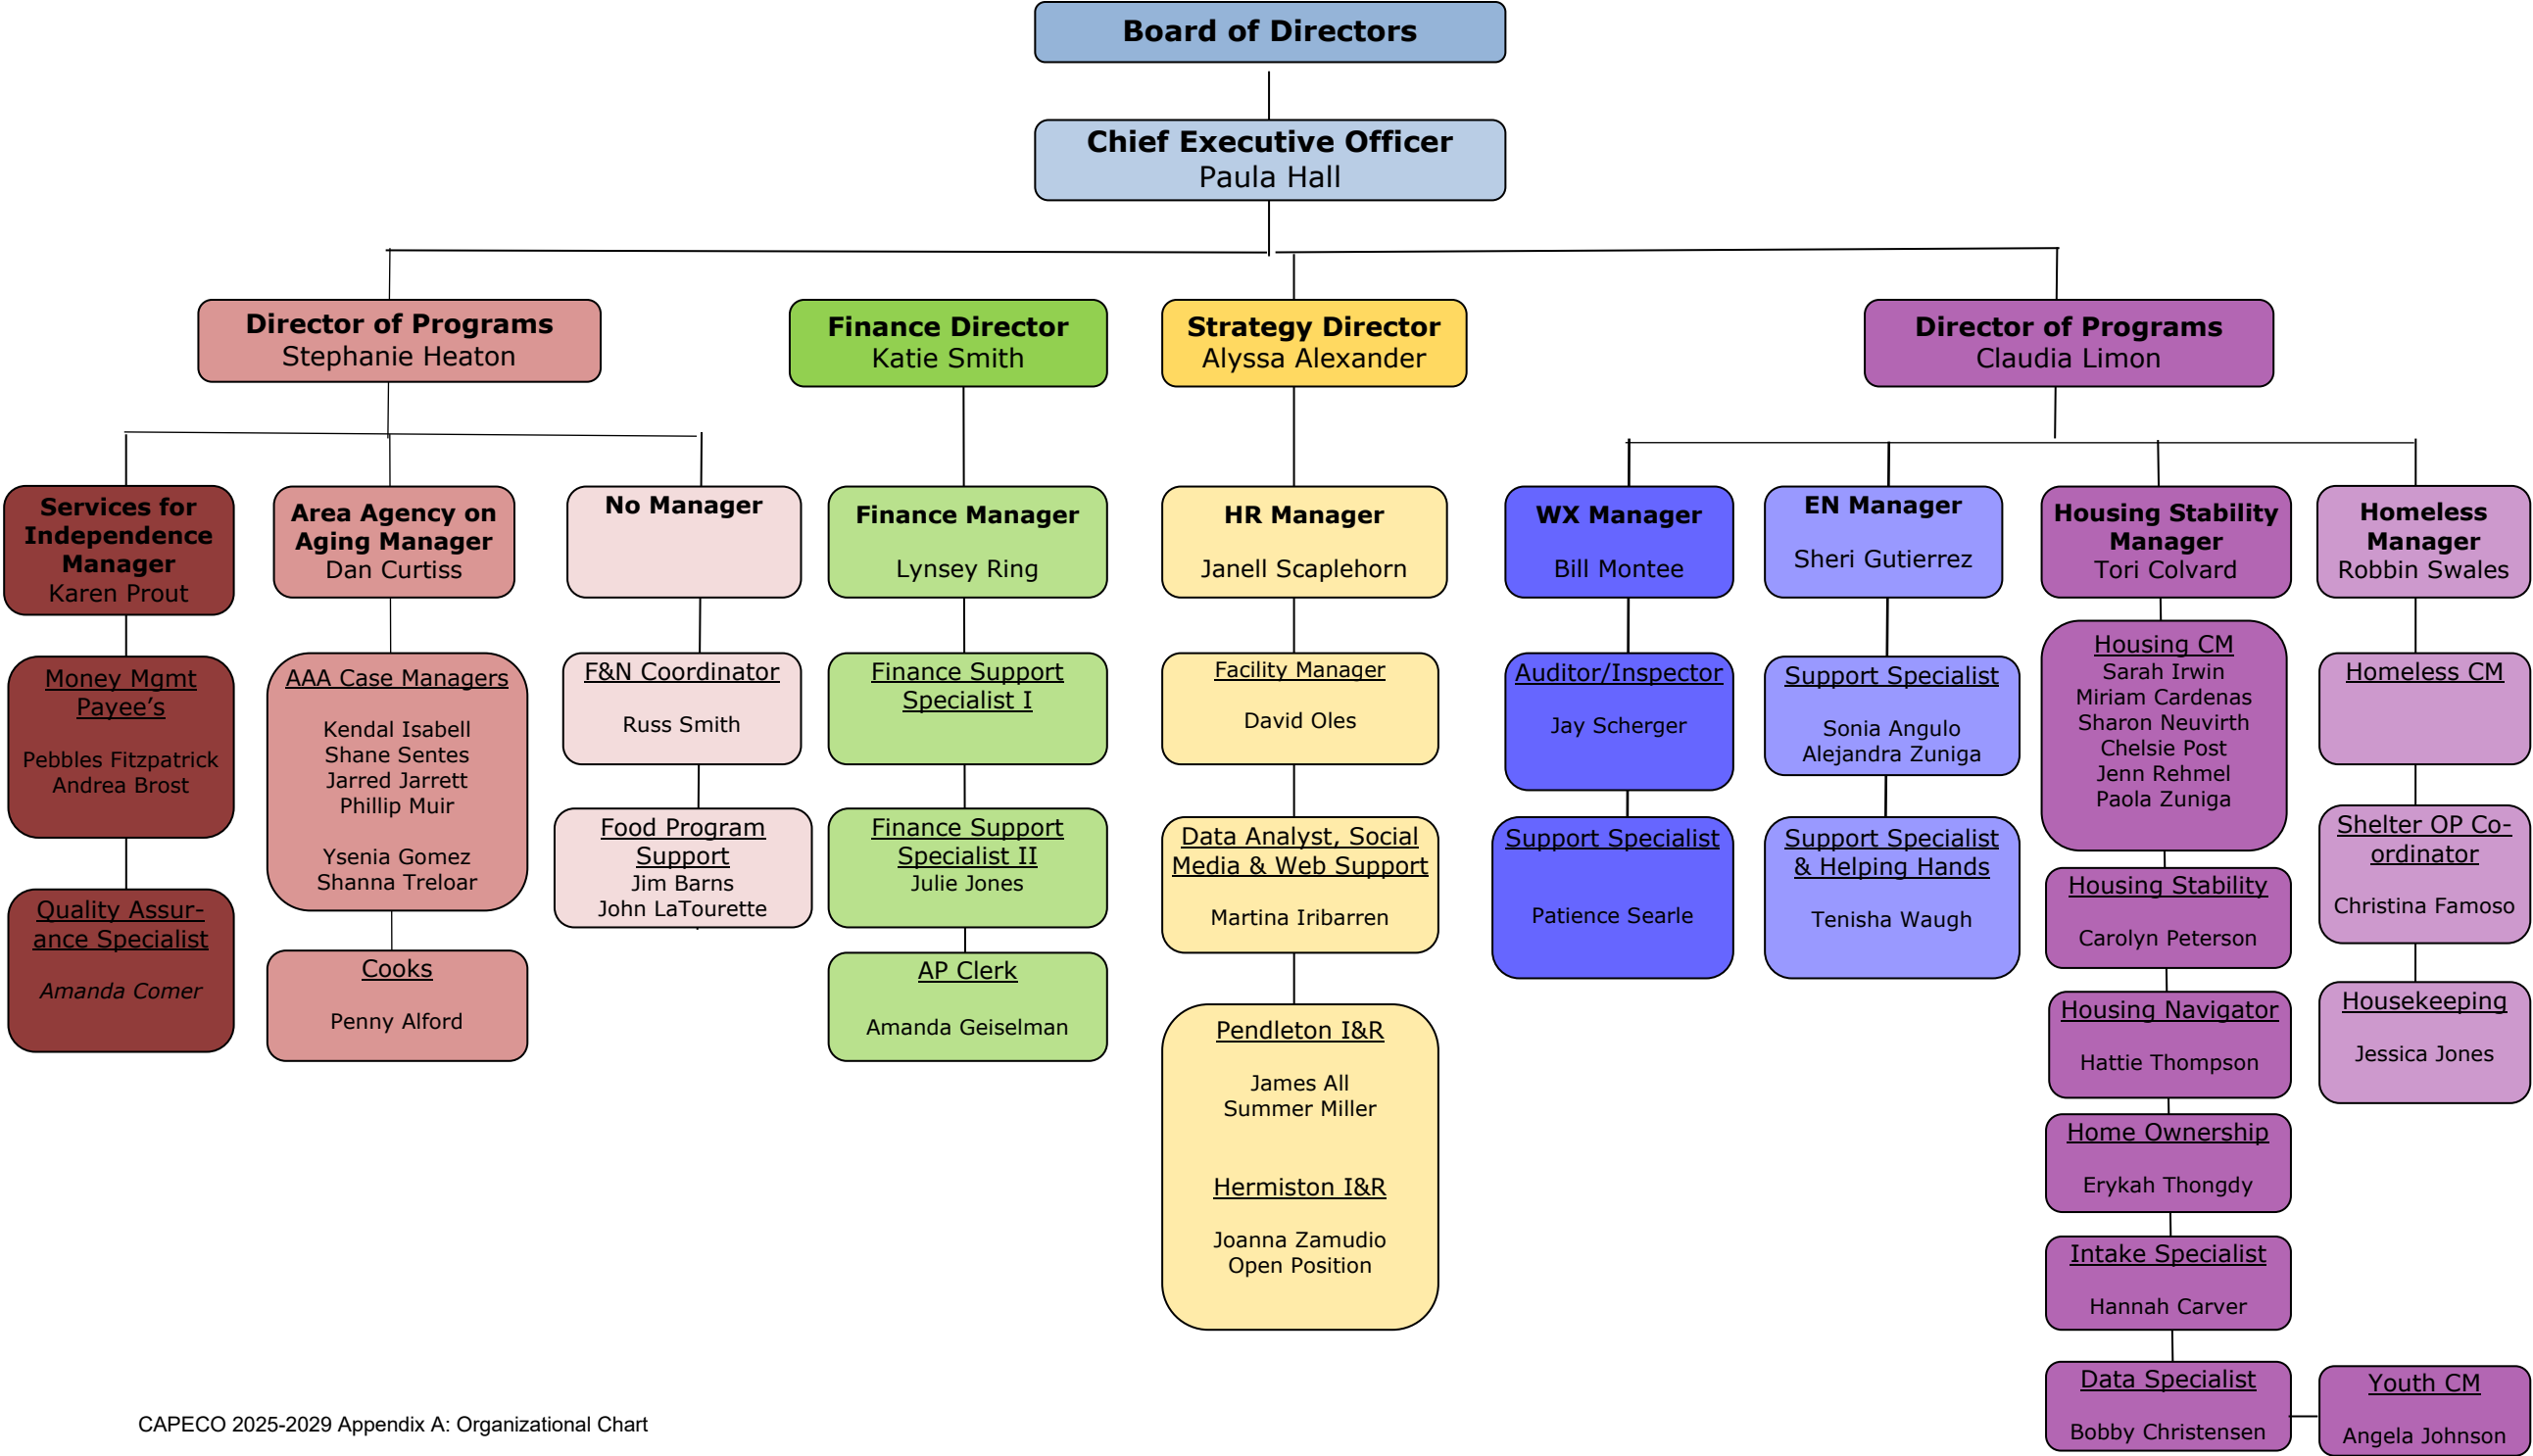 Board of Directors
Chief Executive Officer
Paula Hall
Director of Programs
Stephanie Heaton
Finance Director
Katie Smith
Strategy Director
Alyssa Alexander
Director of Programs
Claudia Limon
Services for
Independence
Manager
Karen Prout
Money Mgmt
Payee’s
Pebbles Fitzpatrick
Andrea Brost
Quality Assur-
ance Specialist
Amanda Comer
Area Agency on
Aging Manager
Dan Curtiss
AAA Case Managers
Kendal Isabell
Shane Sentes
Jarred Jarrett
Phillip Muir
Ysenia Gomez
Shanna Treloar
Cooks
Penny Alford
No Manager
F&N Coordinator
Russ Smith
Food Program
Support
Jim Barns
John LaTourette
Finance Manager
Lynsey Ring
Finance Support
Specialist I
Finance Support
Specialist II
Julie Jones
AP Clerk
Amanda Geiselman
HR Manager
Janell Scaplehorn
Facility Manager
David Oles
Data Analyst, Social
Media & Web Support
Martina Iribarren
Pendleton I&R
James All
Summer Miller
Hermiston I&R
Joanna Zamudio
Open Position
WX Manager
Bill Montee
Auditor/Inspector
Jay Scherger
Support Specialist
Patience Searle
EN Manager
Sheri Gutierrez
Support Specialist
Sonia Angulo
Alejandra Zuniga
Support Specialist
& Helping Hands
Tenisha Waugh
Housing Stability
Manager
Tori Colvard
Housing CM
Sarah Irwin
Miriam Cardenas
Sharon Neuvirth
Chelsie Post
Jenn Rehmel
Paola Zuniga
Housing Stability
Carolyn Peterson
Housing Navigator
Hattie Thompson
Home Ownership
Erykah Thongdy
Intake Specialist
Hannah Carver
Data Specialist
Bobby Christensen
Homeless
Manager
Robbin Swales
Homeless CM
Shelter OP Co-
ordinator
Christina Famoso
Housekeeping
Jessica Jones
Youth CM
Angela Johnson
CAPECO 2025-2029 Appendix A: Organizational Chart